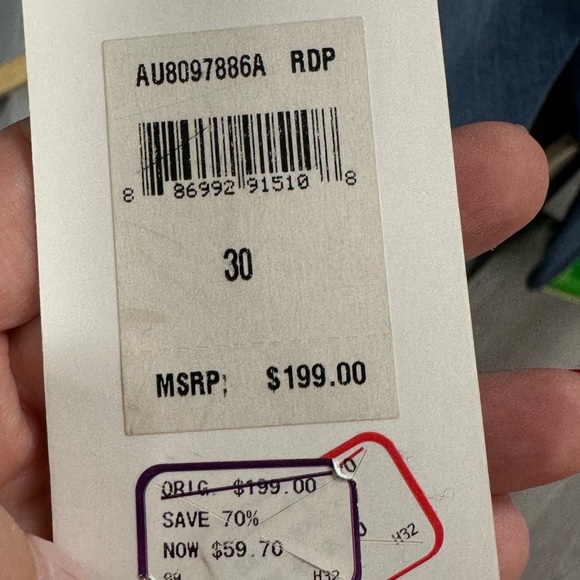 AU8097886A RDP
8 86992 91510 8
30
MSRP: $199.00
ORIG. $199.00
SAVE 70%
NOW $59.70
H32
H32